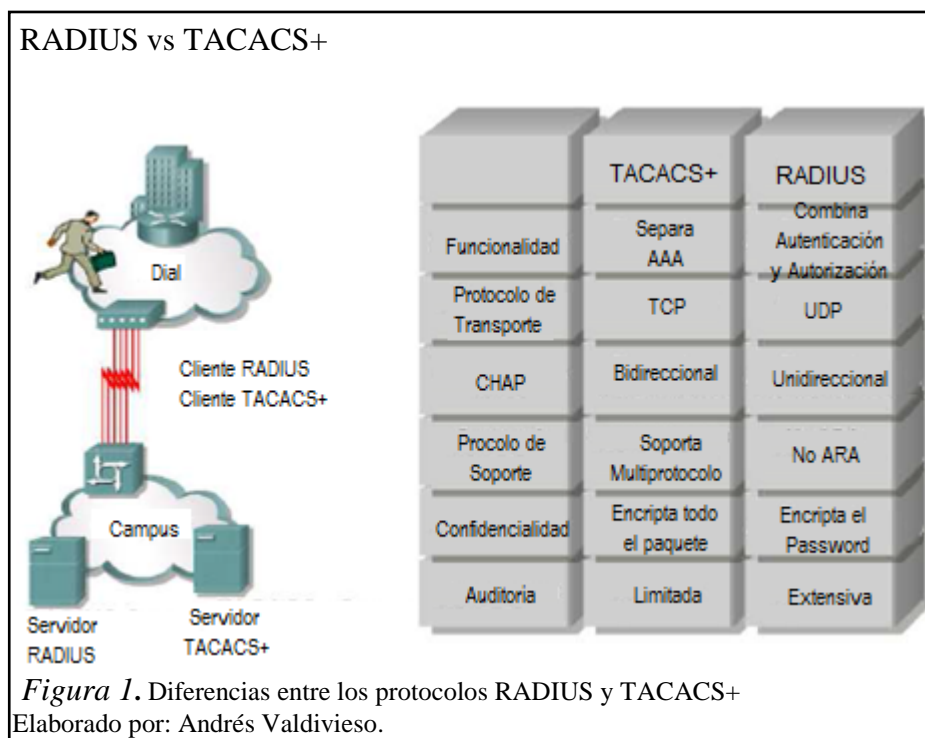 RADIUS vs TACACS+
Dial
Cliente RADIUS
Cliente TACACS+
Campus
Servidor
RADIUS
Servidor
TACACS+
TACACS+
RADIUS
Funcionalidad
Separa
AAA
Combina
Autenticación
y Autorización
Protocolo de
Transporte
TCP
UDP
CHAP
Bidireccional
Unidireccional
Procolo de
Soporte
Soporta
Multiprotocolo
No ARA
Confidencialidad
Encripta todo
el paquete
Encripta el
Password
Auditoria
Limitada
Extensiva
Figura 1. Diferencias entre los protocolos RADIUS y TACACS+
Elaborado por: Andrés Valdivieso.